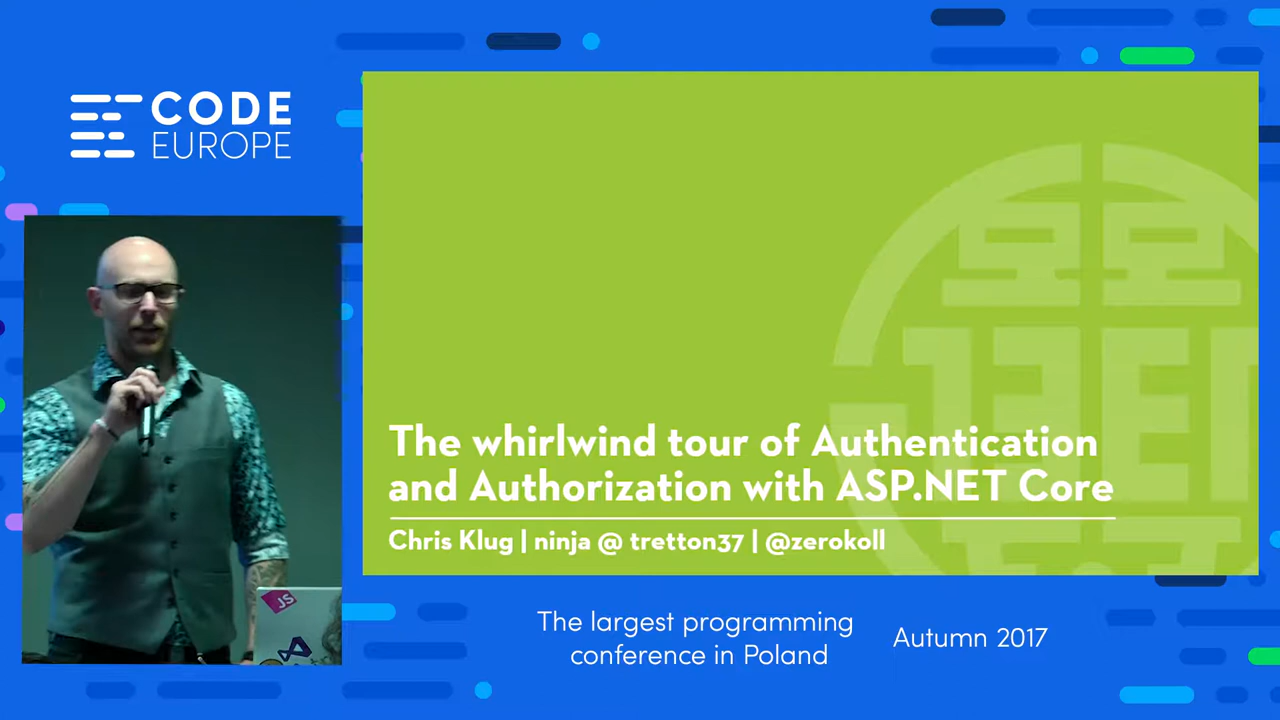 CODE
EUROPE
The whirlwind tour of Authentication
and Authorization with ASP.NET Core
Chris Klug | ninja @ tretton37 | @zerokoll
JS
The largest programming
conference in Poland
Autumn 2017